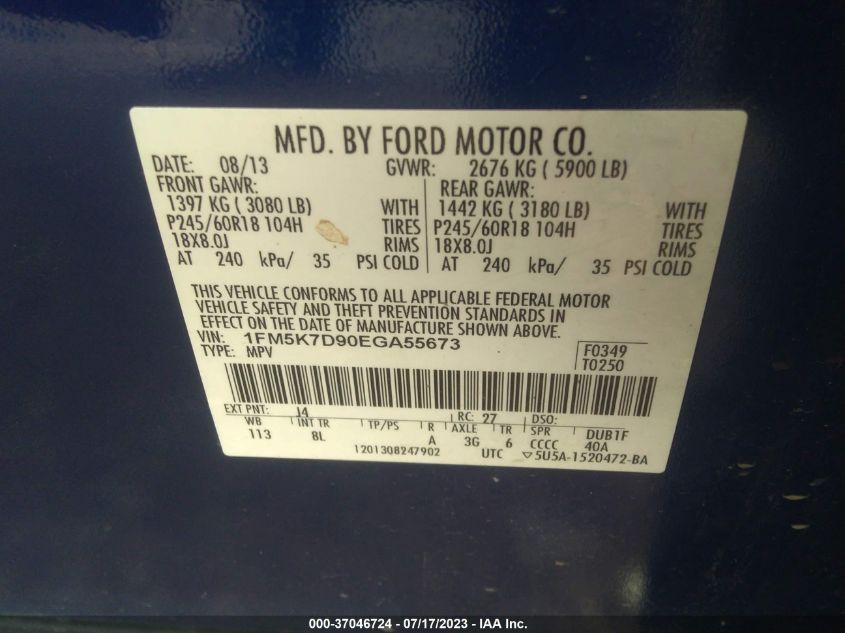 MFD. BY FORD MOTOR CO.
DATE: 08/13 GVWR: 2676 KG ( 5900 LB)
FRONT GAWR: REAR GAWR:
1397 KG ( 3080 LB) WITH 1442 KG ( 3180 LB) WITH
P245/60R18 104H TIRES P245/60R18 104H TIRES
18X8.0J RIMS 18X8.0J RIMS
AT 240 kPa/ 35 PSI COLD AT 240 kPa/ 35 PSI COLD
THIS VEHICLE CONFORMS TO ALL APPLICABLE FEDERAL MOTOR
VEHICLE SAFETY AND THEFT PREVENTION STANDARDS IN
EFFECT ON THE DATE OF MANUFACTURE SHOWN ABOVE.
VIN: 1FM5K7D90EGA55673 F0349
TYPE: MPV T0250
EXT PNT: J4 RC: 27 DSO:
WB INT TR TP/PS R AXLE TR SPR DUB1F
113 8L A 3G 6 CCCC 40A
1201308247902 UTC ▽5U5A-1520472-BA
000-37046724 - 07/17/2023 - IAA Inc.